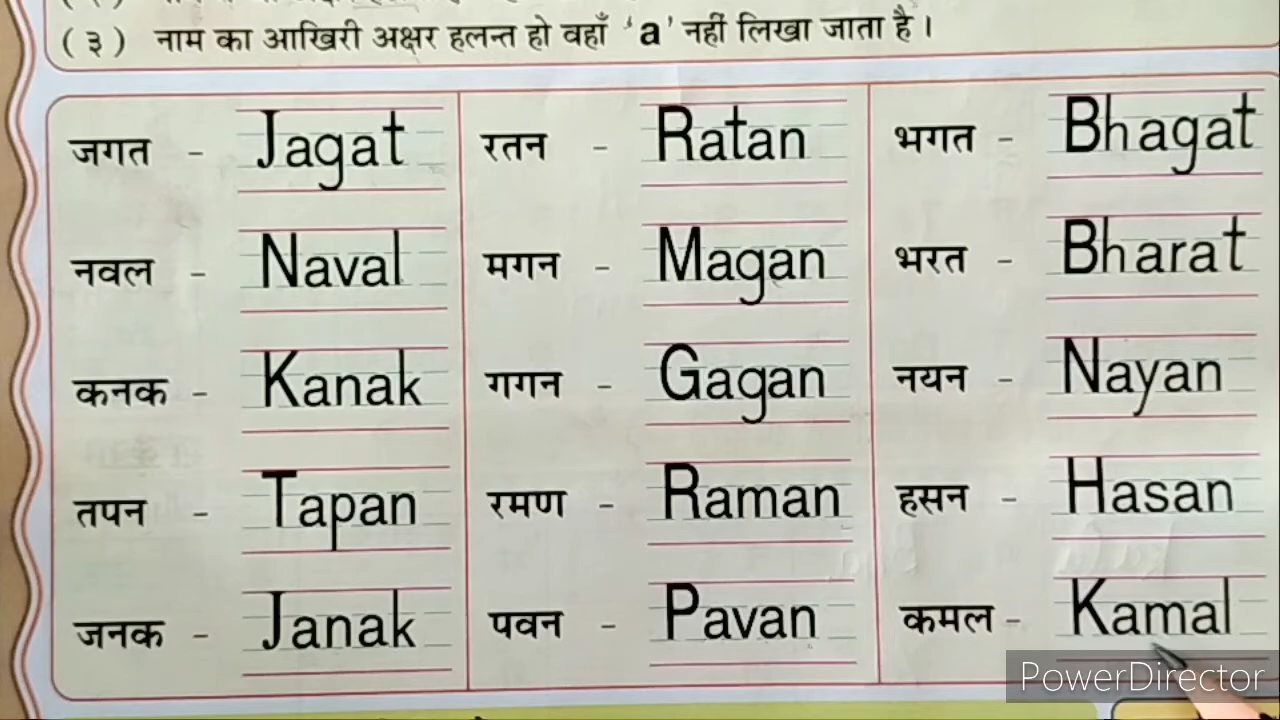 ( ३ ) नाम का आखिरी अक्षर हलन्त हो वहाँ 'a' नहीं लिखा जाता है ।
जगत - Jagat रतन - Ratan भगत - Bhagat
नवल - Naval मगन - Magan भरत - Bharat
कनक - Kanak गगन - Gagan नयन - Nayan
तपन - Tapan रमण - Raman हसन - Hasan
जनक - Janak पवन - Pavan कमल - Kamal
PowerDirector